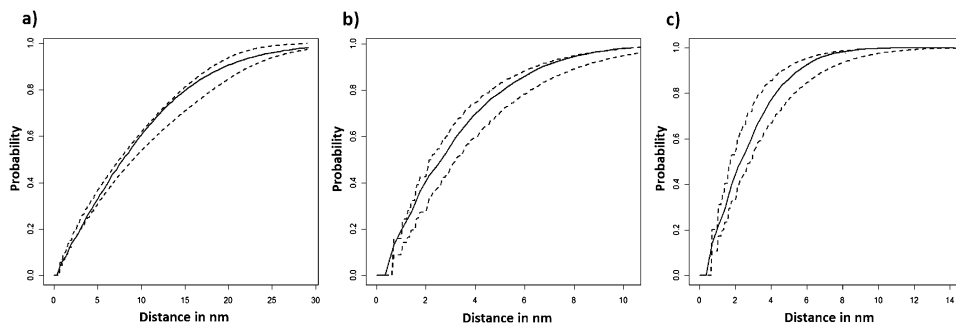 a)
Probability
0.0 0.2 0.4 0.6 0.8 1.0
0 5 10 15 20 25 30
Distance in nm
b)
Probability
0.0 0.2 0.4 0.6 0.8 1.0
0 2 4 6 8 10
Distance in nm
c)
Probability
0.0 0.2 0.4 0.6 0.8 1.0
0 2 4 6 8 10 12 14
Distance in nm